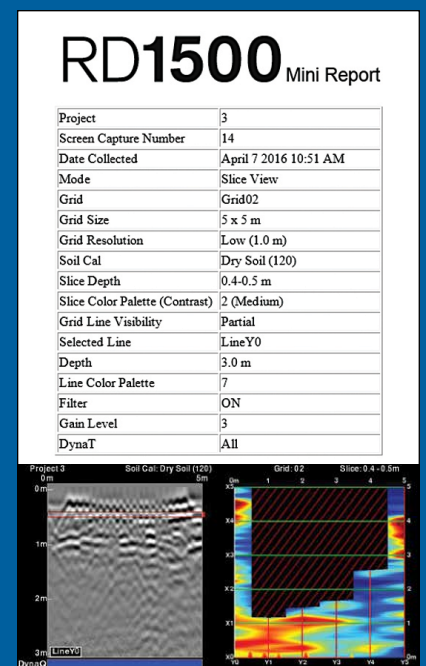 RD1500 Mini Report
Project 3
Screen Capture Number 14
Date Collected April 7 2016 10:51 AM
Mode Slice View
Grid Grid02
Grid Size 5 x 5 m
Grid Resolution Low (1.0 m)
Soil Cal Dry Soil (120)
Slice Depth 0.4-0.5 m
Slice Color Palette (Contrast) 2 (Medium)
Grid Line Visibility Partial
Selected Line LineY0
Depth 3.0 m
Line Color Palette 7
Filter ON
Gain Level 3
DynaT All
Project 3 Soil Cal: Dry Soil (120) Grid: 02 Slice: 0.4 - 0.5m
0m 5m 0m 1 2 3 4 5
0m X5 5
X4 4
1m X3 3
2m X2 2
X1 1
3m LineY0 X0 0m
DynaQ Y0 Y1 Y2 Y3 Y4 Y5